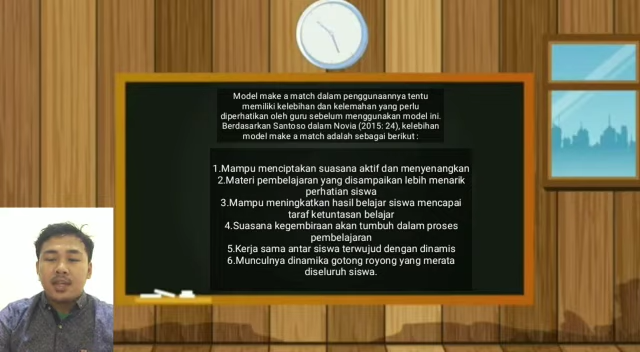 Model make a match dalam penggunaannya tentu
memiliki kelebihan dan kelemahan yang perlu
diperhatikan oleh guru sebelum menggunakan model ini.
Berdasarkan Santoso dalam Novia (2015: 24), kelebihan
model make a match adalah sebagai berikut :
1.Mampu menciptakan suasana aktif dan menyenangkan
2.Materi pembelajaran yang disampaikan lebih menarik
perhatian siswa
3.Mampu meningkatkan hasil belajar siswa mencapai
taraf ketuntasan belajar
4.Suasana kegembiraan akan tumbuh dalam proses
pembelajaran
5.Kerja sama antar siswa terwujud dengan dinamis
6.Munculnya dinamika gotong royong yang merata
diseluruh siswa.